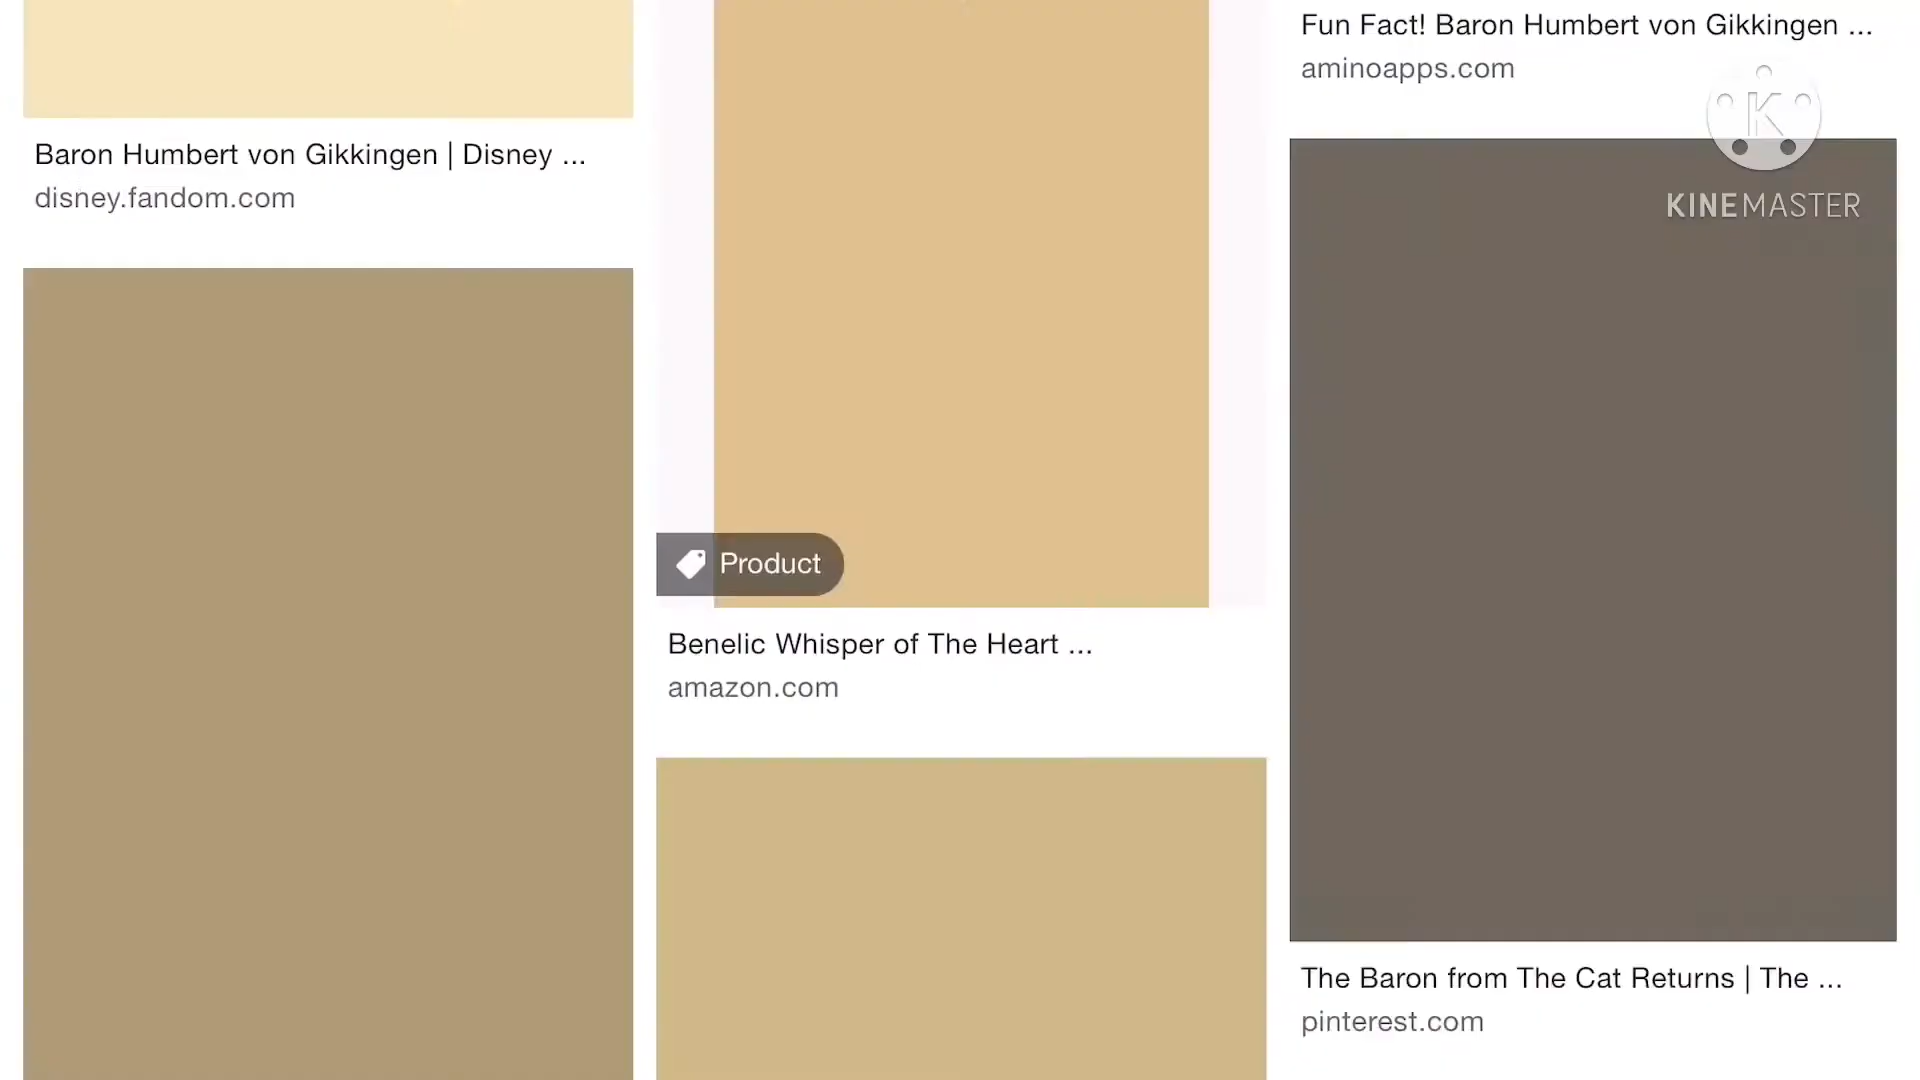 Baron Humbert von Gikkingen | Disney ...
disney.fandom.com
Product
Benelic Whisper of The Heart ...
amazon.com
Fun Fact! Baron Humbert von Gikkingen ...
aminoapps.com
K
KINEMASTER
The Baron from The Cat Returns | The ...
pinterest.com